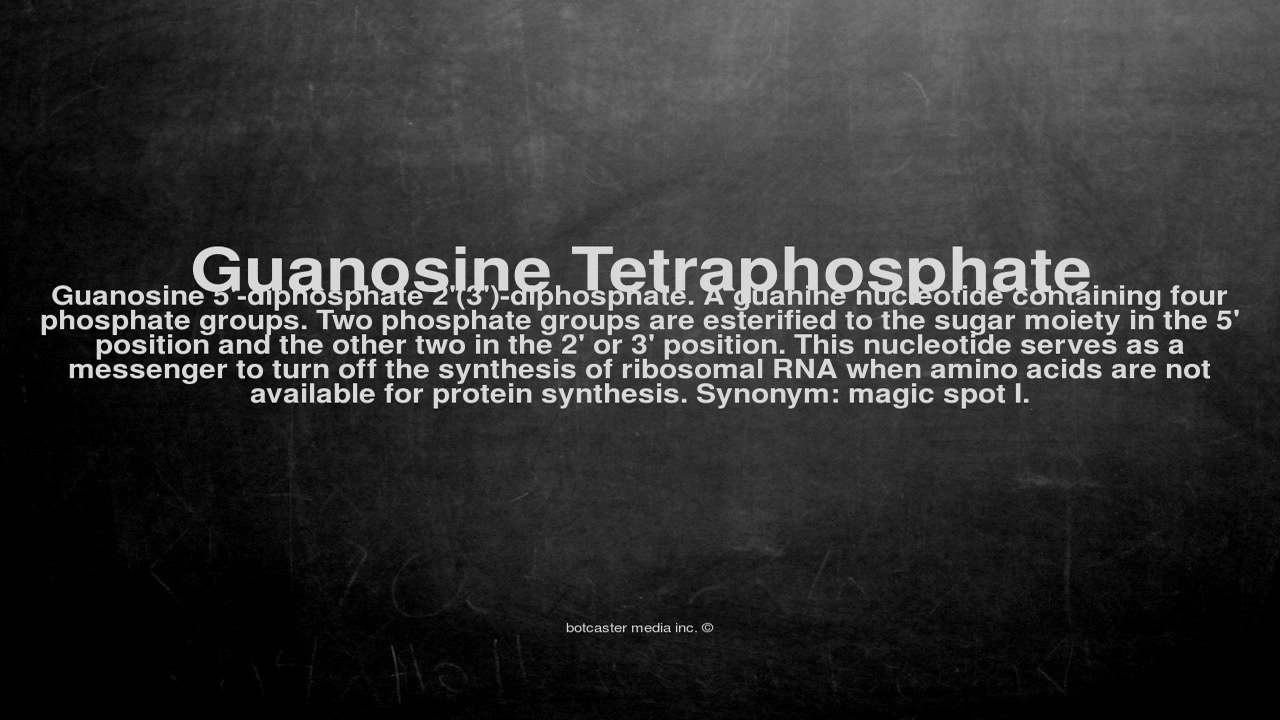 Guanosine Tetraphosphate
Guanosine 5'-diphosphate 2'(3')-diphosphate. A guanine nucleotide containing four
phosphate groups. Two phosphate groups are esterified to the sugar moiety in the 5'
position and the other two in the 2' or 3' position. This nucleotide serves as a
messenger to turn off the synthesis of ribosomal RNA when amino acids are not
available for protein synthesis. Synonym: magic spot I.
botcaster media inc. ©